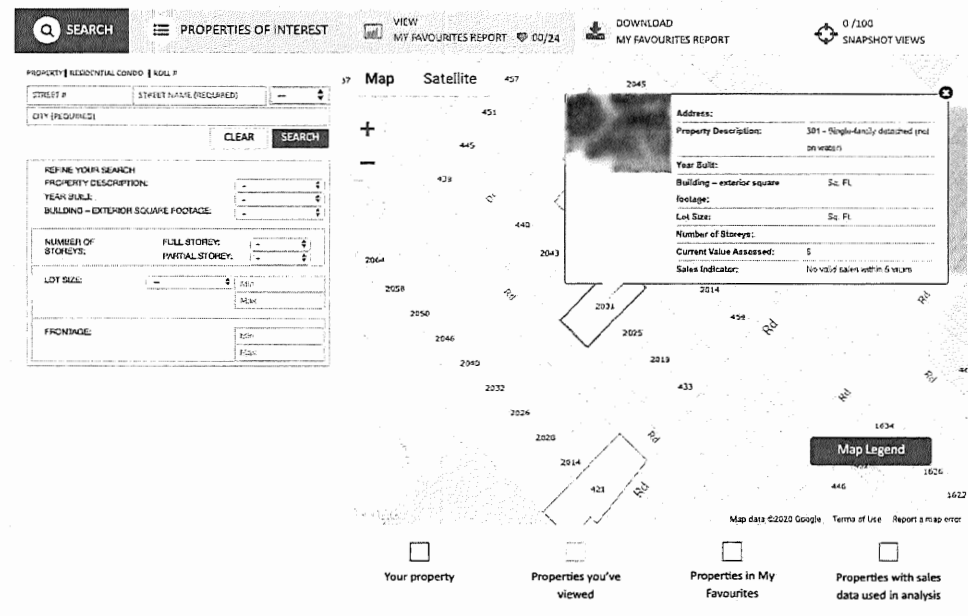 SEARCH
PROPERTIES OF INTEREST
VIEW
MY FAVOURITES REPORT 00/24
DOWNLOAD
MY FAVOURITES REPORT
0 /100
SNAPSHOT VIEWS
PROPERTY | RESIDENTIAL CONDO | ROLL #
STREET # STREET NAME (REQUIRED) --
CITY (REQUIRED)
CLEAR SEARCH
REFINE YOUR SEARCH
PROPERTY DESCRIPTION: -
YEAR BUILT: -
BUILDING – EXTERIOR SQUARE FOOTAGE: -
NUMBER OF STOREYS:
FULL STOREY: -
PARTIAL STOREY: -
LOT SIZE: -- Min
Max
FRONTAGE: Min
Max
Map Satellite
+
–
457
2045
451
445
439
440
2043
2064
2058
Rd
2050
2046
2040
2032
2026
2020
2014
421
Rd
Rd
2031
2025
2019
433
2014
Rd
Rd
Rd
Rd
1634
1626
1622
446
Address:
Property Description: 301 – Single-family detached (not
on water)
Year Built:
Building – exterior square
footage: Sq. Ft.
Lot Size: Sq. Ft.
Number of Storeys:
Current Value Assessed: $
Sales Indicator: No valid sales within 5 years
Map Legend
Map data ©2020 Google Terms of Use Report a map error
Your property
Properties you've
viewed
Properties in My
Favourites
Properties with sales
data used in analysis